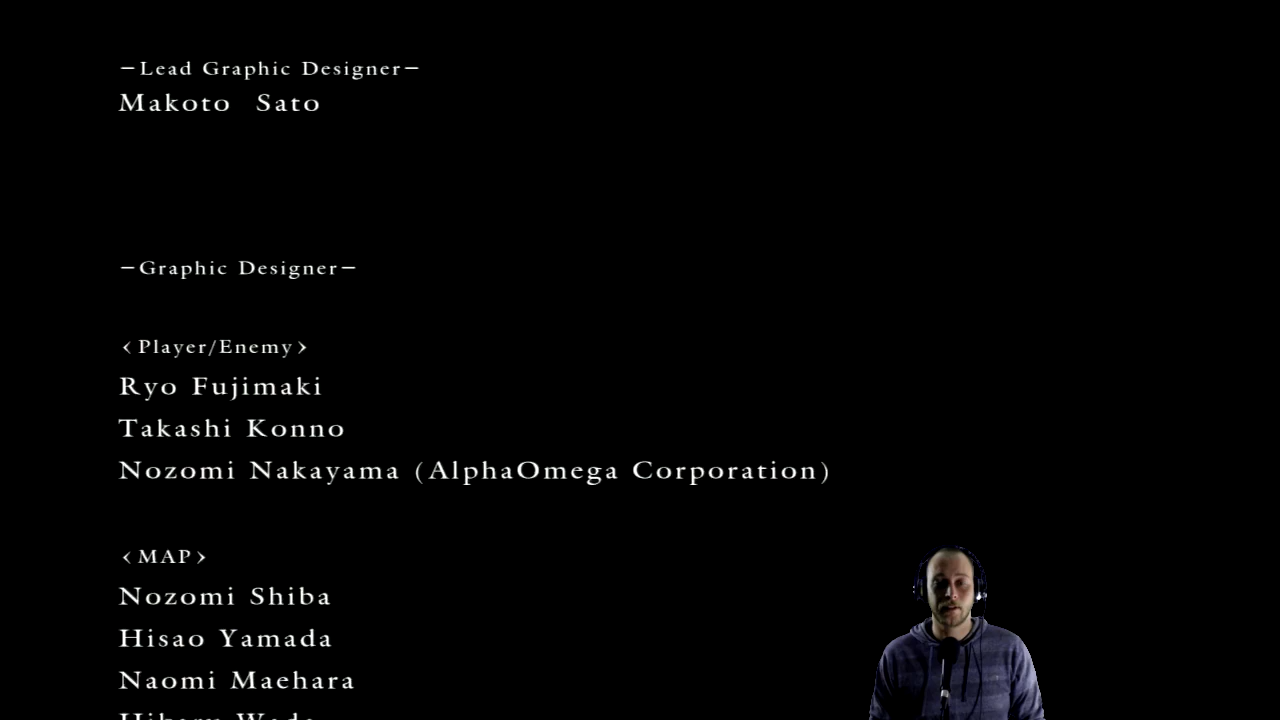 −Lead Graphic Designer−
Makoto Sato
−Graphic Designer−
‹Player/Enemy›
Ryo Fujimaki
Takashi Konno
Nozomi Nakayama (AlphaOmega Corporation)
‹MAP›
Nozomi Shiba
Hisao Yamada
Naomi Maehara